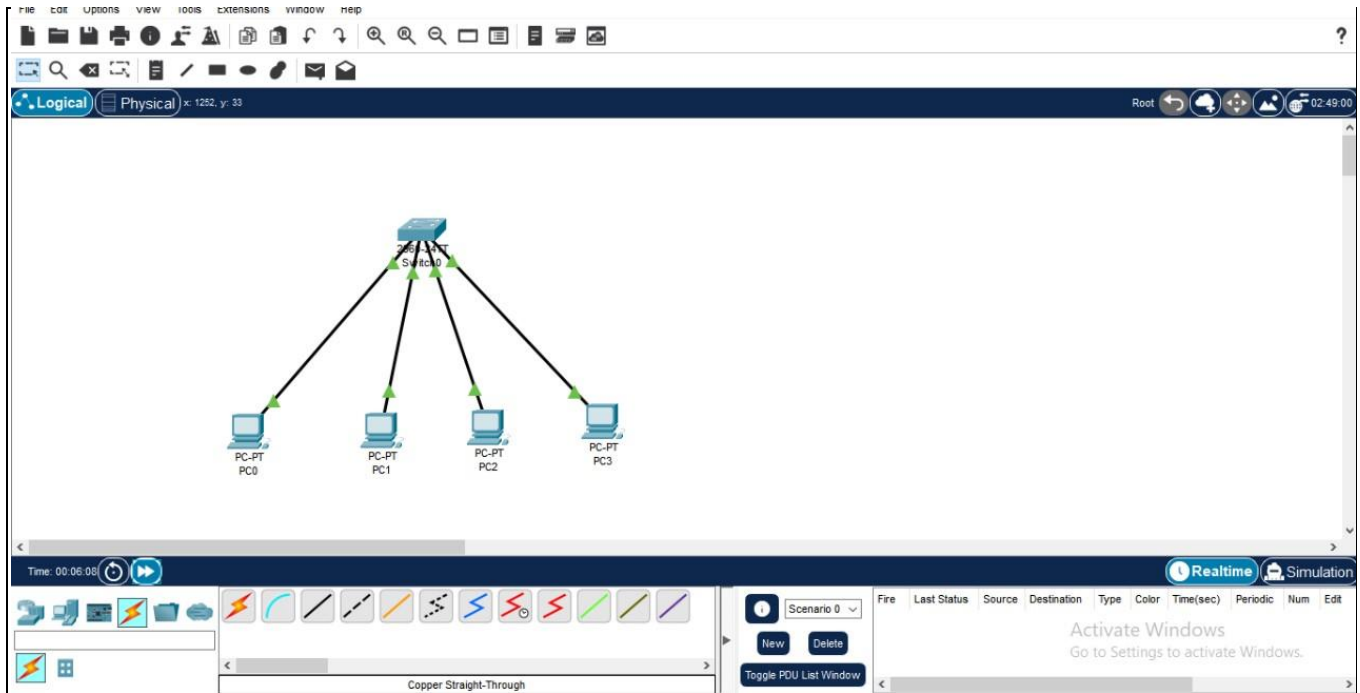 File Edit Options View Tools Extensions Window Help
?
Logical Physical x: 1252, y: 33 Root 02:49:00
2960-24TT
Switch0
PC-PT
PC0
PC-PT
PC1
PC-PT
PC2
PC-PT
PC3
Time: 00:06:08 Realtime Simulation
Scenario 0
New Delete
Toggle PDU List Window
Fire Last Status Source Destination Type Color Time(sec) Periodic Num Edit
Activate Windows
Go to Settings to activate Windows.
Copper Straight-Through